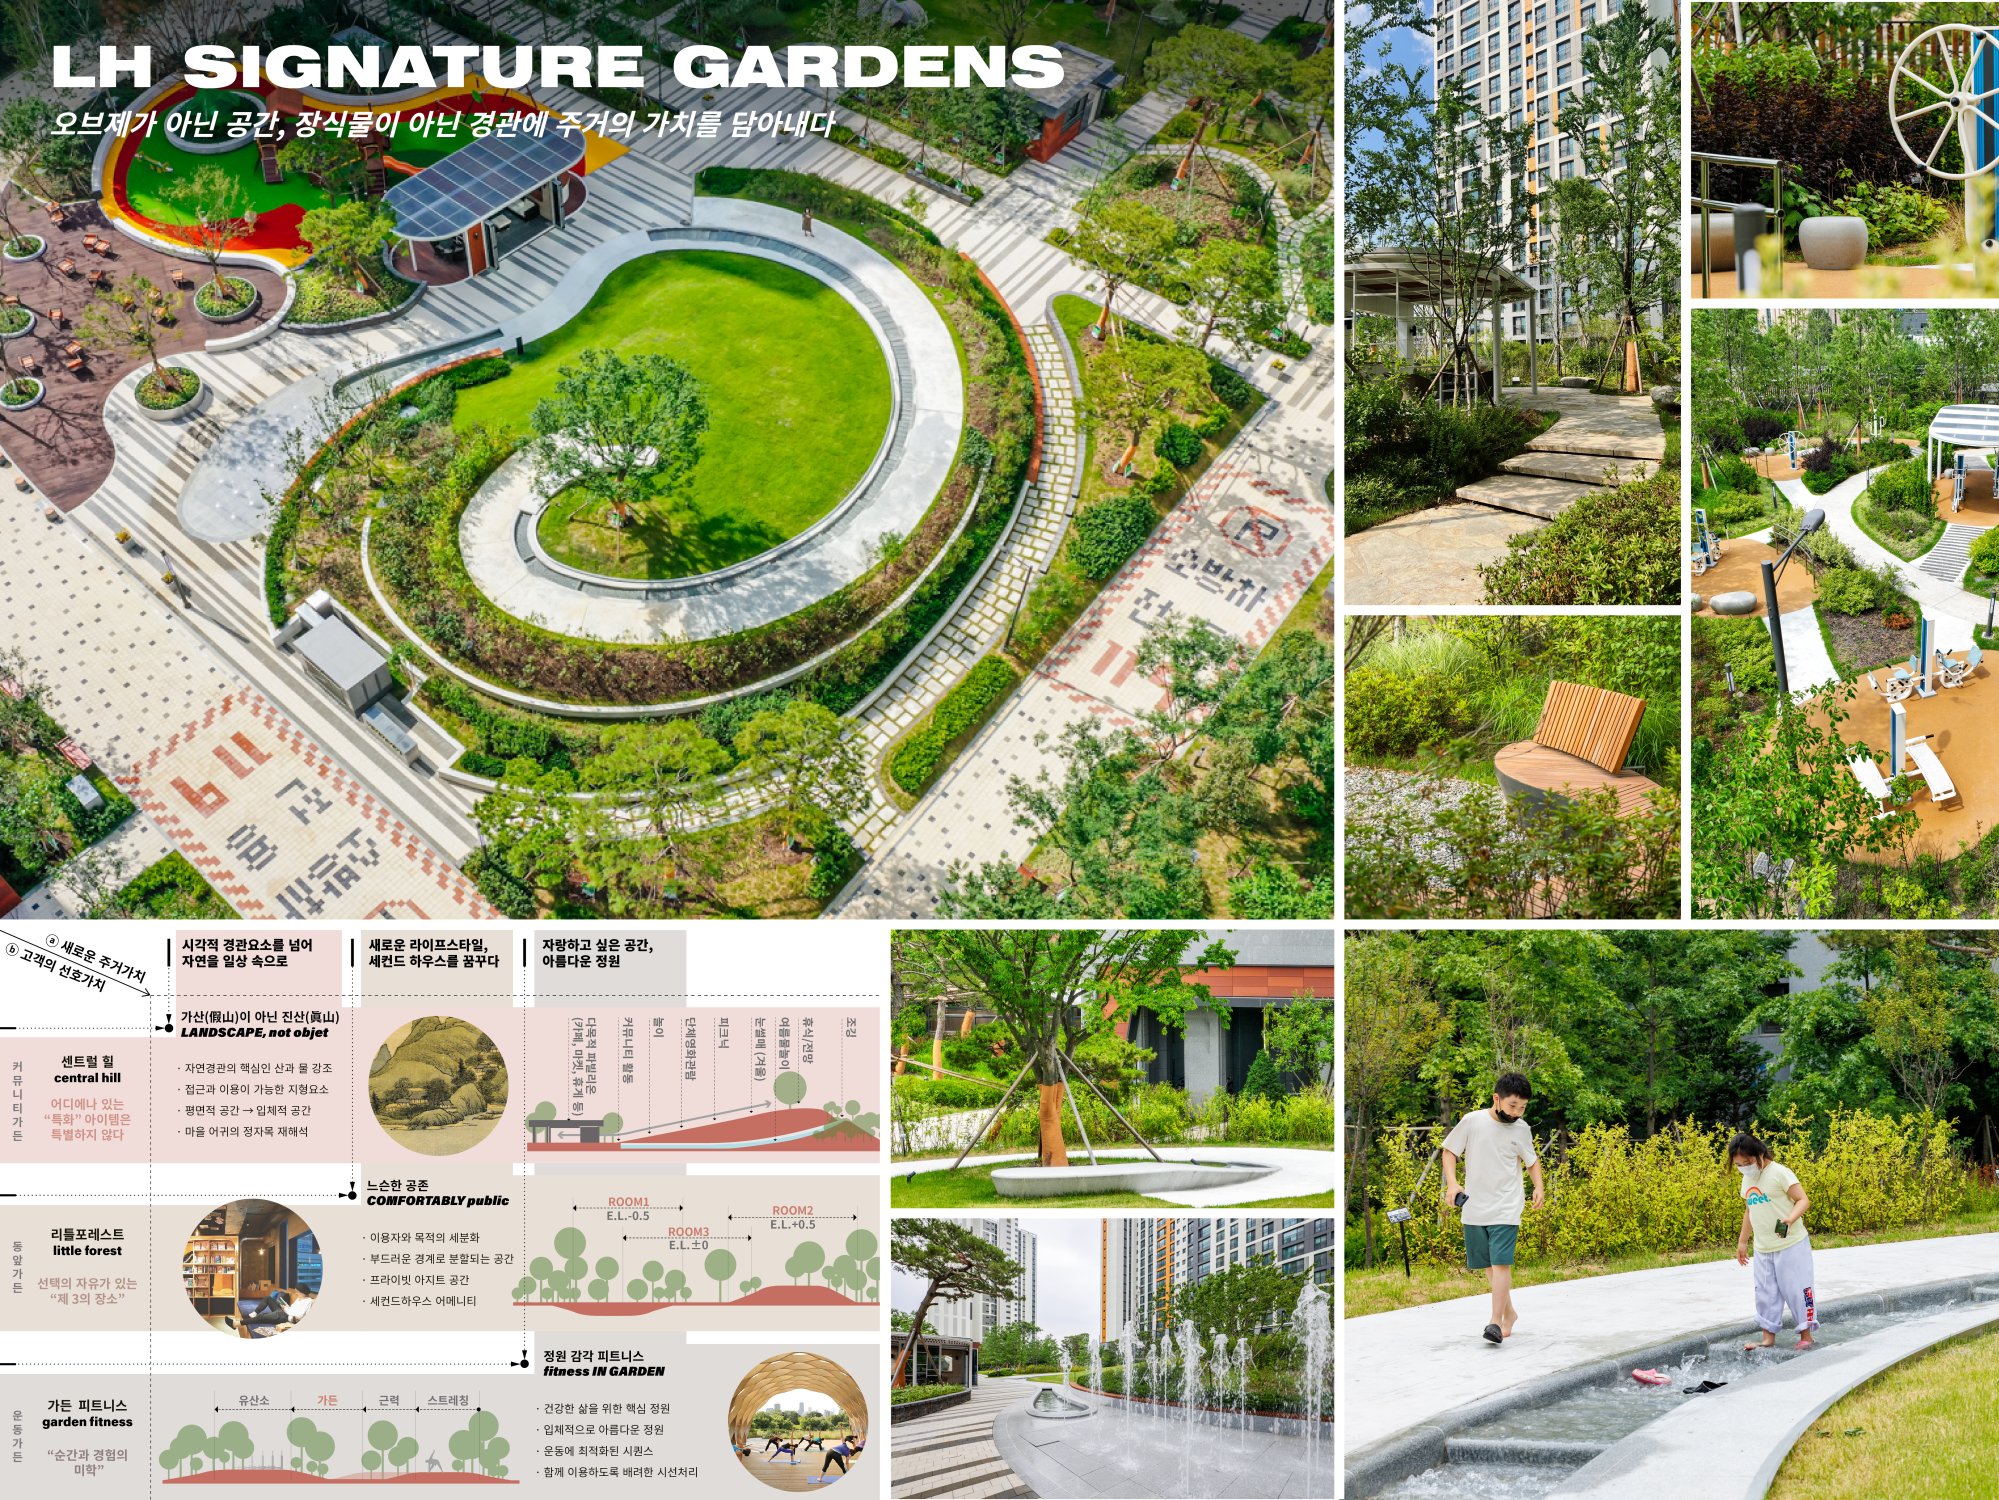 LH SIGNATURE GARDENS
오브제가 아닌 공간, 장식물이 아닌 경관에 주거의 가치를 담아내다
소방차
전
소방차
전용
ⓐ 새로운 주거가치
ⓑ 고객의 선호가치
시각적 경관요소를 넘어
자연을 일상 속으로
새로운 라이프스타일,
세컨드 하우스를 꿈꾸다
자랑하고 싶은 공간,
아름다운 정원
커뮤니티가든
센트럴 힐
central hill
어디에나 있는
“특화” 아이템은
특별하지 않다
가산(假山)이 아닌 진산(眞山)
LANDSCAPE, not objet
· 자연경관의 핵심인 산과 물 강조
· 접근과 이용이 가능한 지형요소
· 평면적 공간 → 입체적 공간
· 마을 어귀의 정자목 재해석
다목적 파빌리온
(카페, 마켓, 휴게 등)
커뮤니티 활동
놀이
단체영화관람
피크닉
눈썰매 (겨울)
여름물놀이
휴식/전망
조깅
동앞가든
리틀포레스트
little forest
선택의 자유가 있는
“제 3의 장소”
느슨한 공존
COMFORTABLY public
· 이용자와 목적의 세분화
· 부드러운 경계로 분할되는 공간
· 프라이빗 아지트 공간
· 세컨드하우스 어메니티
ROOM1
E.L.-0.5
ROOM2
E.L.+0.5
ROOM3
E.L.±0
운동가든
가든 피트니스
garden fitness
“순간과 경험의
미학”
유산소
가든
근력
스트레칭
정원 감각 피트니스
fitness IN GARDEN
· 건강한 삶을 위한 핵심 정원
· 입체적으로 아름다운 정원
· 운동에 최적화된 시퀀스
· 함께 이용하도록 배려한 시선처리